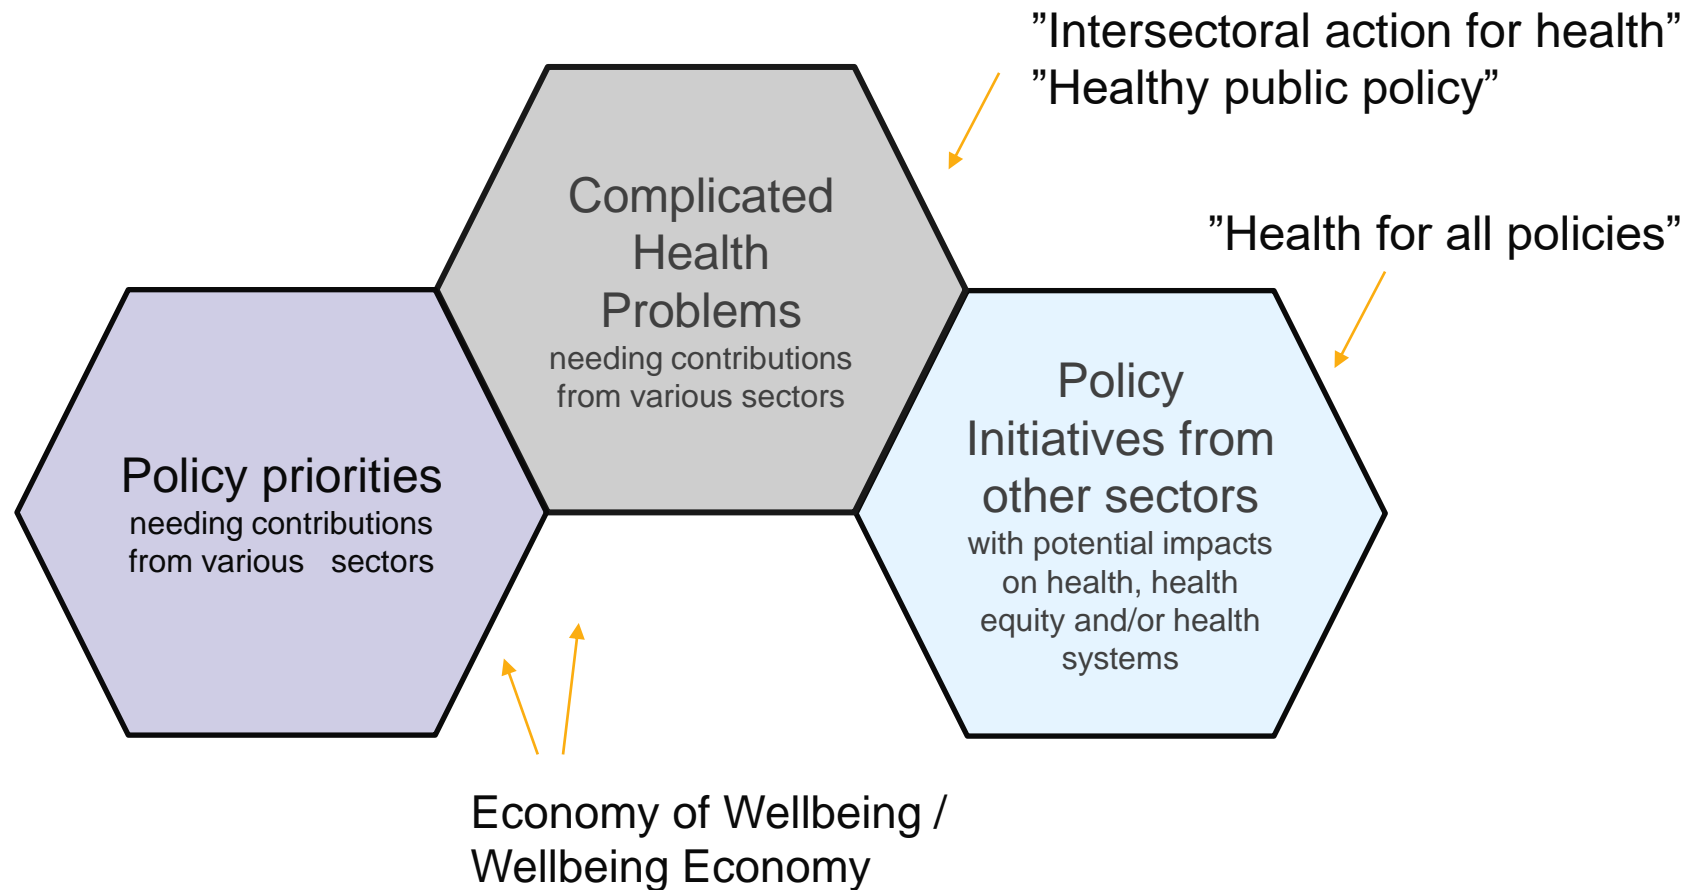 ”Intersectoral action for health”
”Healthy public policy”
”Health for all policies”
Complicated
Health
Problems
needing contributions
from various sectors
Policy priorities
needing contributions
from various sectors
Policy
Initiatives from
other sectors
with potential impacts
on health, health
equity and/or health
systems
Economy of Wellbeing /
Wellbeing Economy